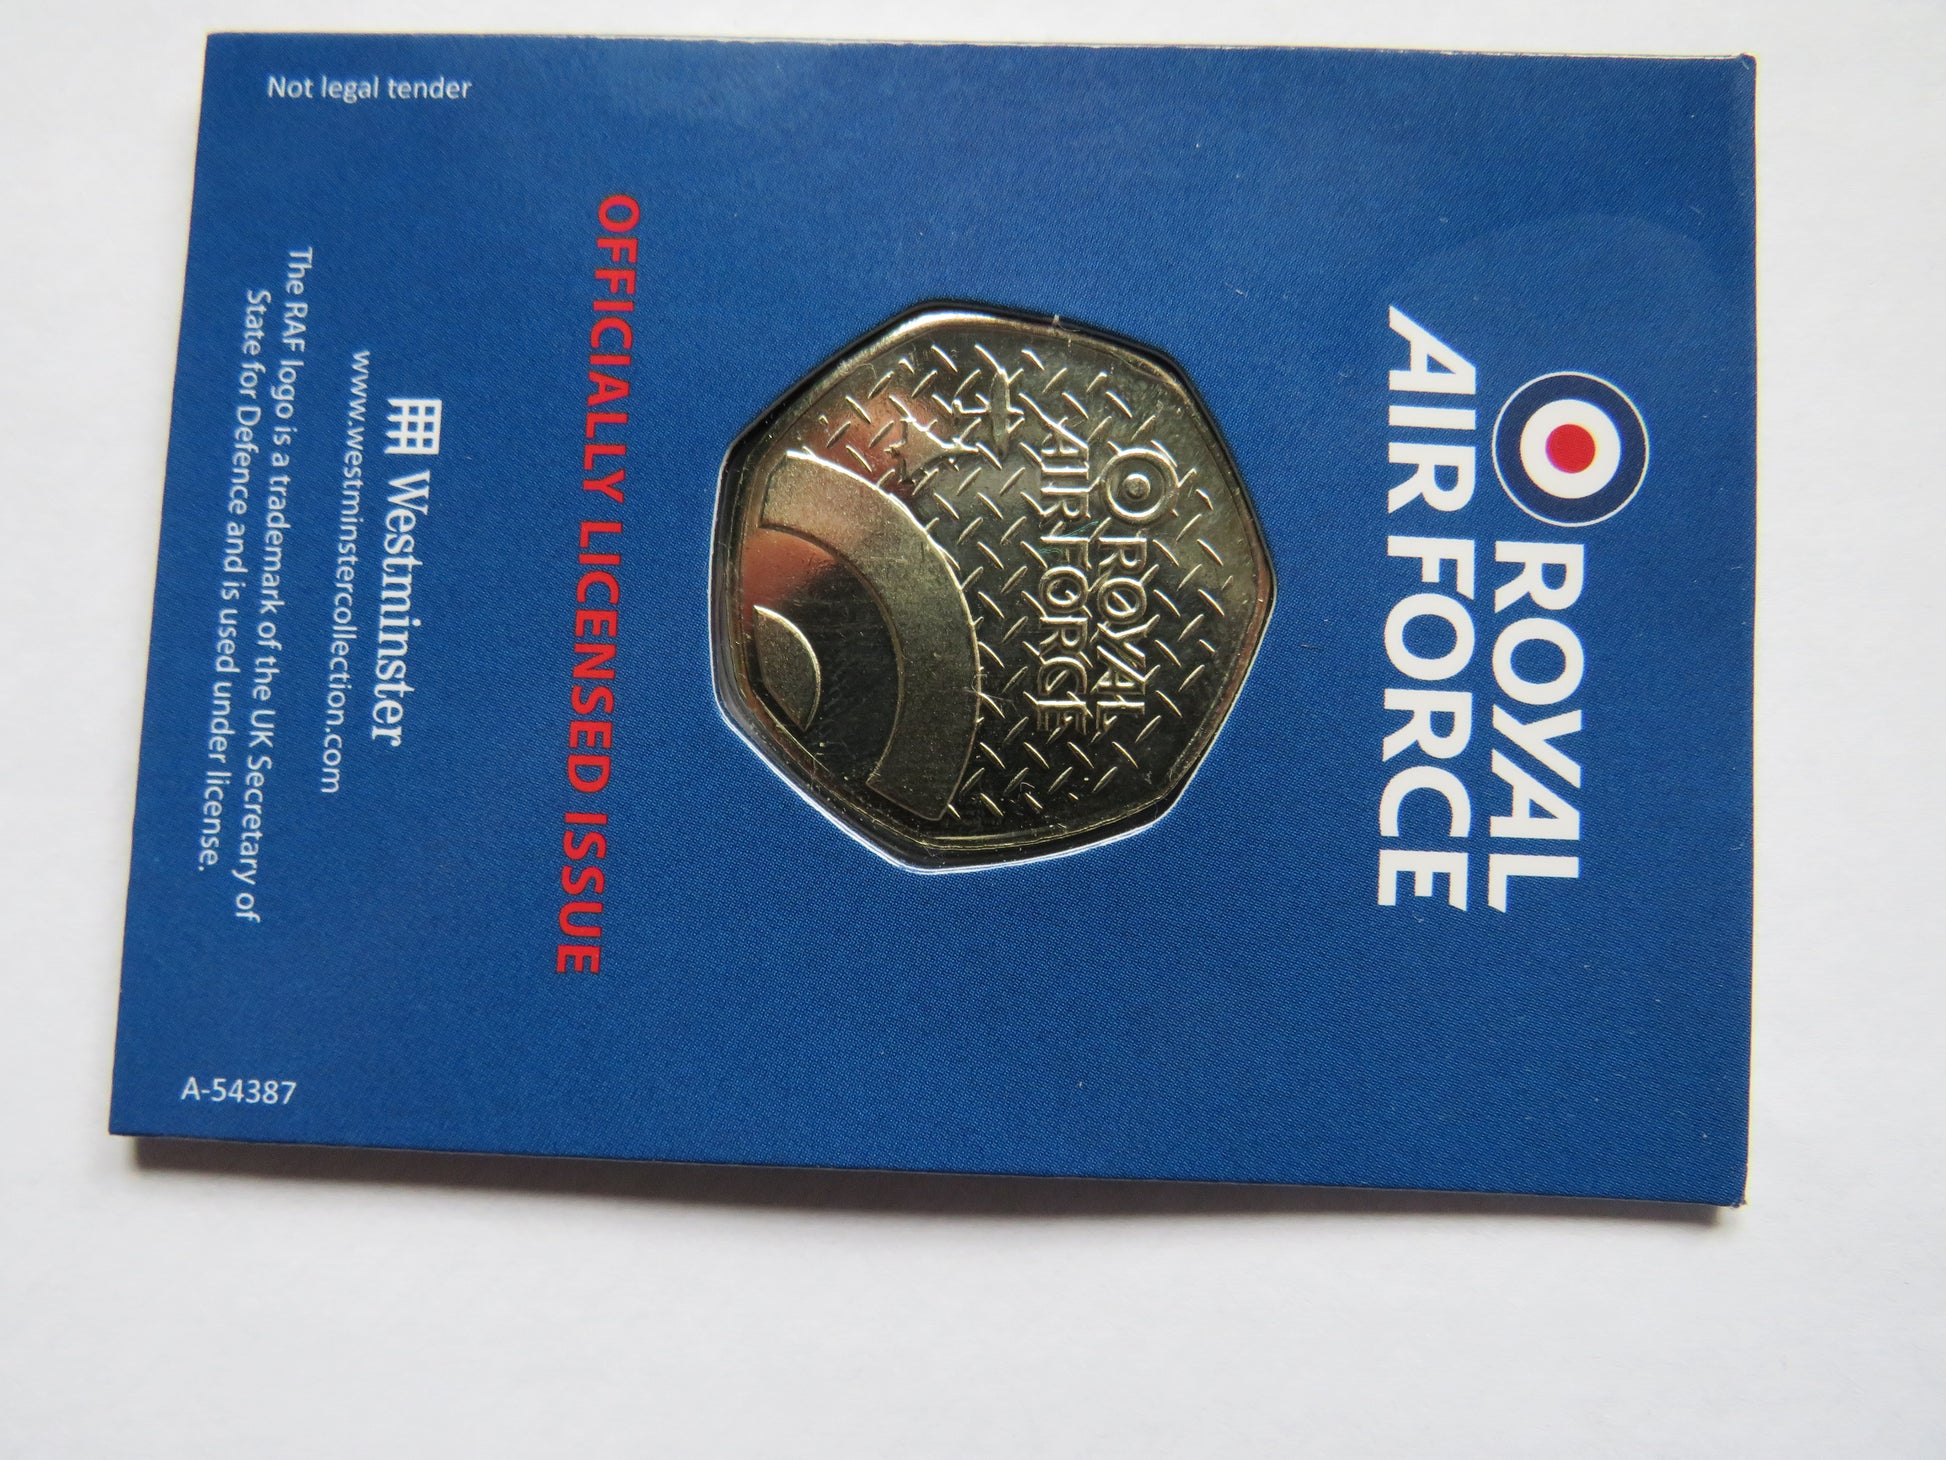 ROYAL
AIR FORCE
ROYAL
AIR FORCE
OFFICIALLY LICENSED ISSUE
Westminster
www.westminstercollection.com
The RAF logo is a trademark of the UK Secretary of
State for Defence and is used under license.
Not legal tender
A-54387